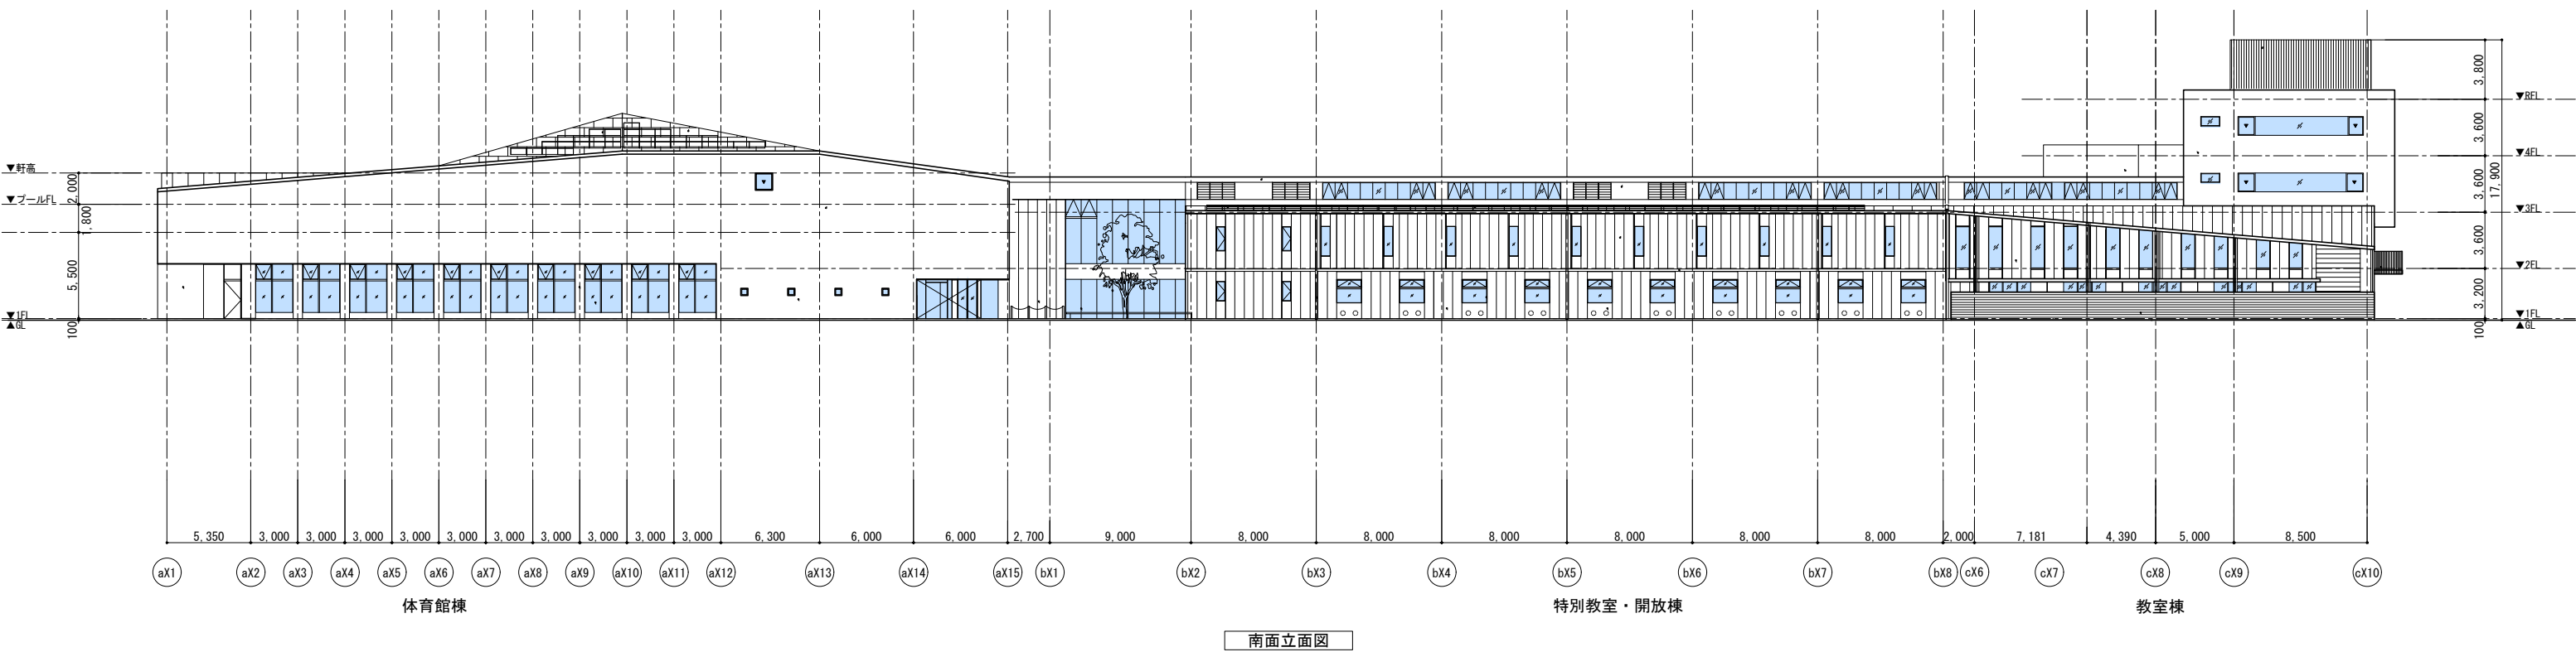 3,800
▼RFL
3,600
▼4FL
3,600
17,900
▼軒高
2,000
▼プールFL
1,800
▼3FL
3,600
5,500
▼2FL
3,200
▼1FL
▲GL
100
▼1FL
▲GL
100
5,350 3,000 3,000 3,000 3,000 3,000 3,000 3,000 3,000 3,000 3,000 6,300 6,000 6,000 2,700 9,000 8,000 8,000 8,000 8,000 8,000 8,000 2,000 7,181 4,390 5,000 8,500
aX1 aX2 aX3 aX4 aX5 aX6 aX7 aX8 aX9 aX10 aX11 aX12 aX13 aX14 aX15 bX1 bX2 bX3 bX4 bX5 bX6 bX7 bX8 cX6 cX7 cX8 cX9 cX10
体育館棟 特別教室・開放棟 教室棟
南面立面図